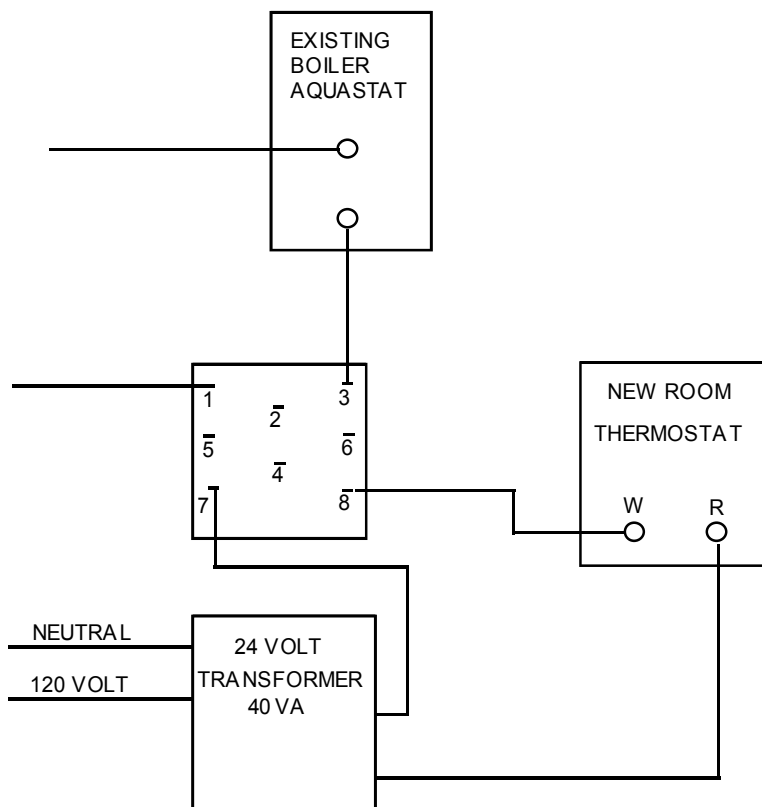 EXISTING
BOILER
AQUASTAT
1
3
2
5
6
4
7
8
NEW ROOM
THERMOSTAT
W
R
NEUTRAL
120 VOLT
24 VOLT
TRANSFORMER
40 VA